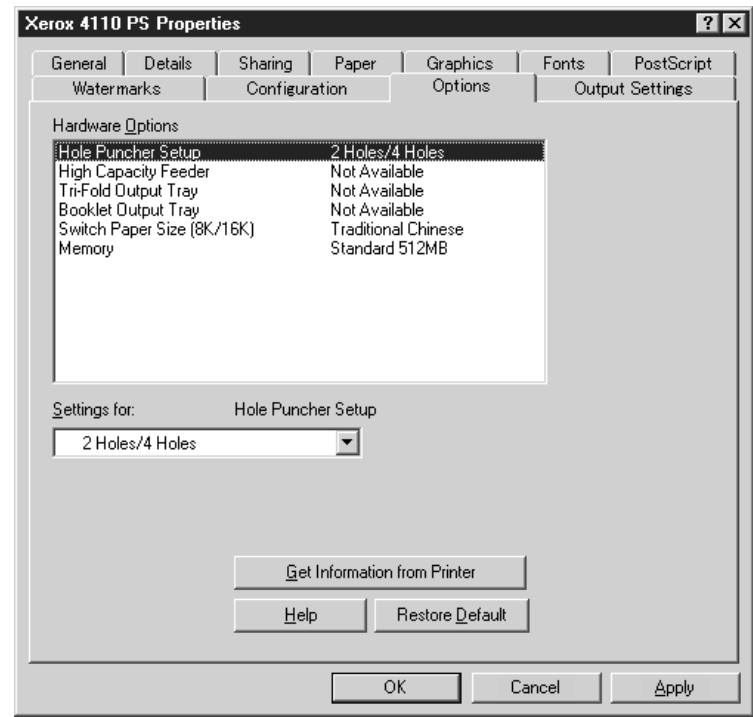 Xerox 4110 PS Properties
General Details Sharing Paper Graphics Fonts PostScript
Watermarks Configuration Options Output Settings
Hardware Options
Hole Puncher Setup 2 Holes/4 Holes
High Capacity Feeder Not Available
Tri-Fold Output Tray Not Available
Booklet Output Tray Not Available
Switch Paper Size (8K/16K) Traditional Chinese
Memory Standard 512MB
Settings for: Hole Puncher Setup
2 Holes/4 Holes
Get Information from Printer
Help Restore Default
OK Cancel Apply